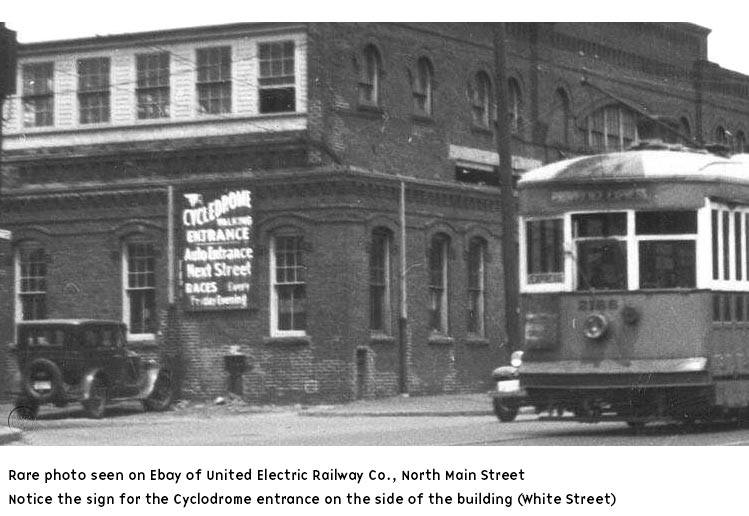 The
CYCLEDROME
WALKING
ENTRANCE
Auto Entrance
Next Street
RACES Every
Friday Evening
2166
Rare photo seen on Ebay of United Electric Railway Co., North Main Street
Notice the sign for the Cyclodrome entrance on the side of the building (White Street)